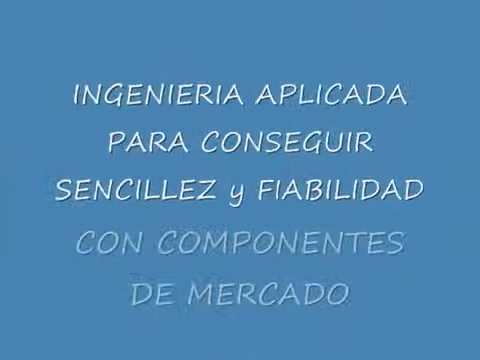 INGENIERIA APLICADA
PARA CONSEGUIR
SENCILLEZ y FIABILIDAD
CON COMPONENTES
DE MERCADO